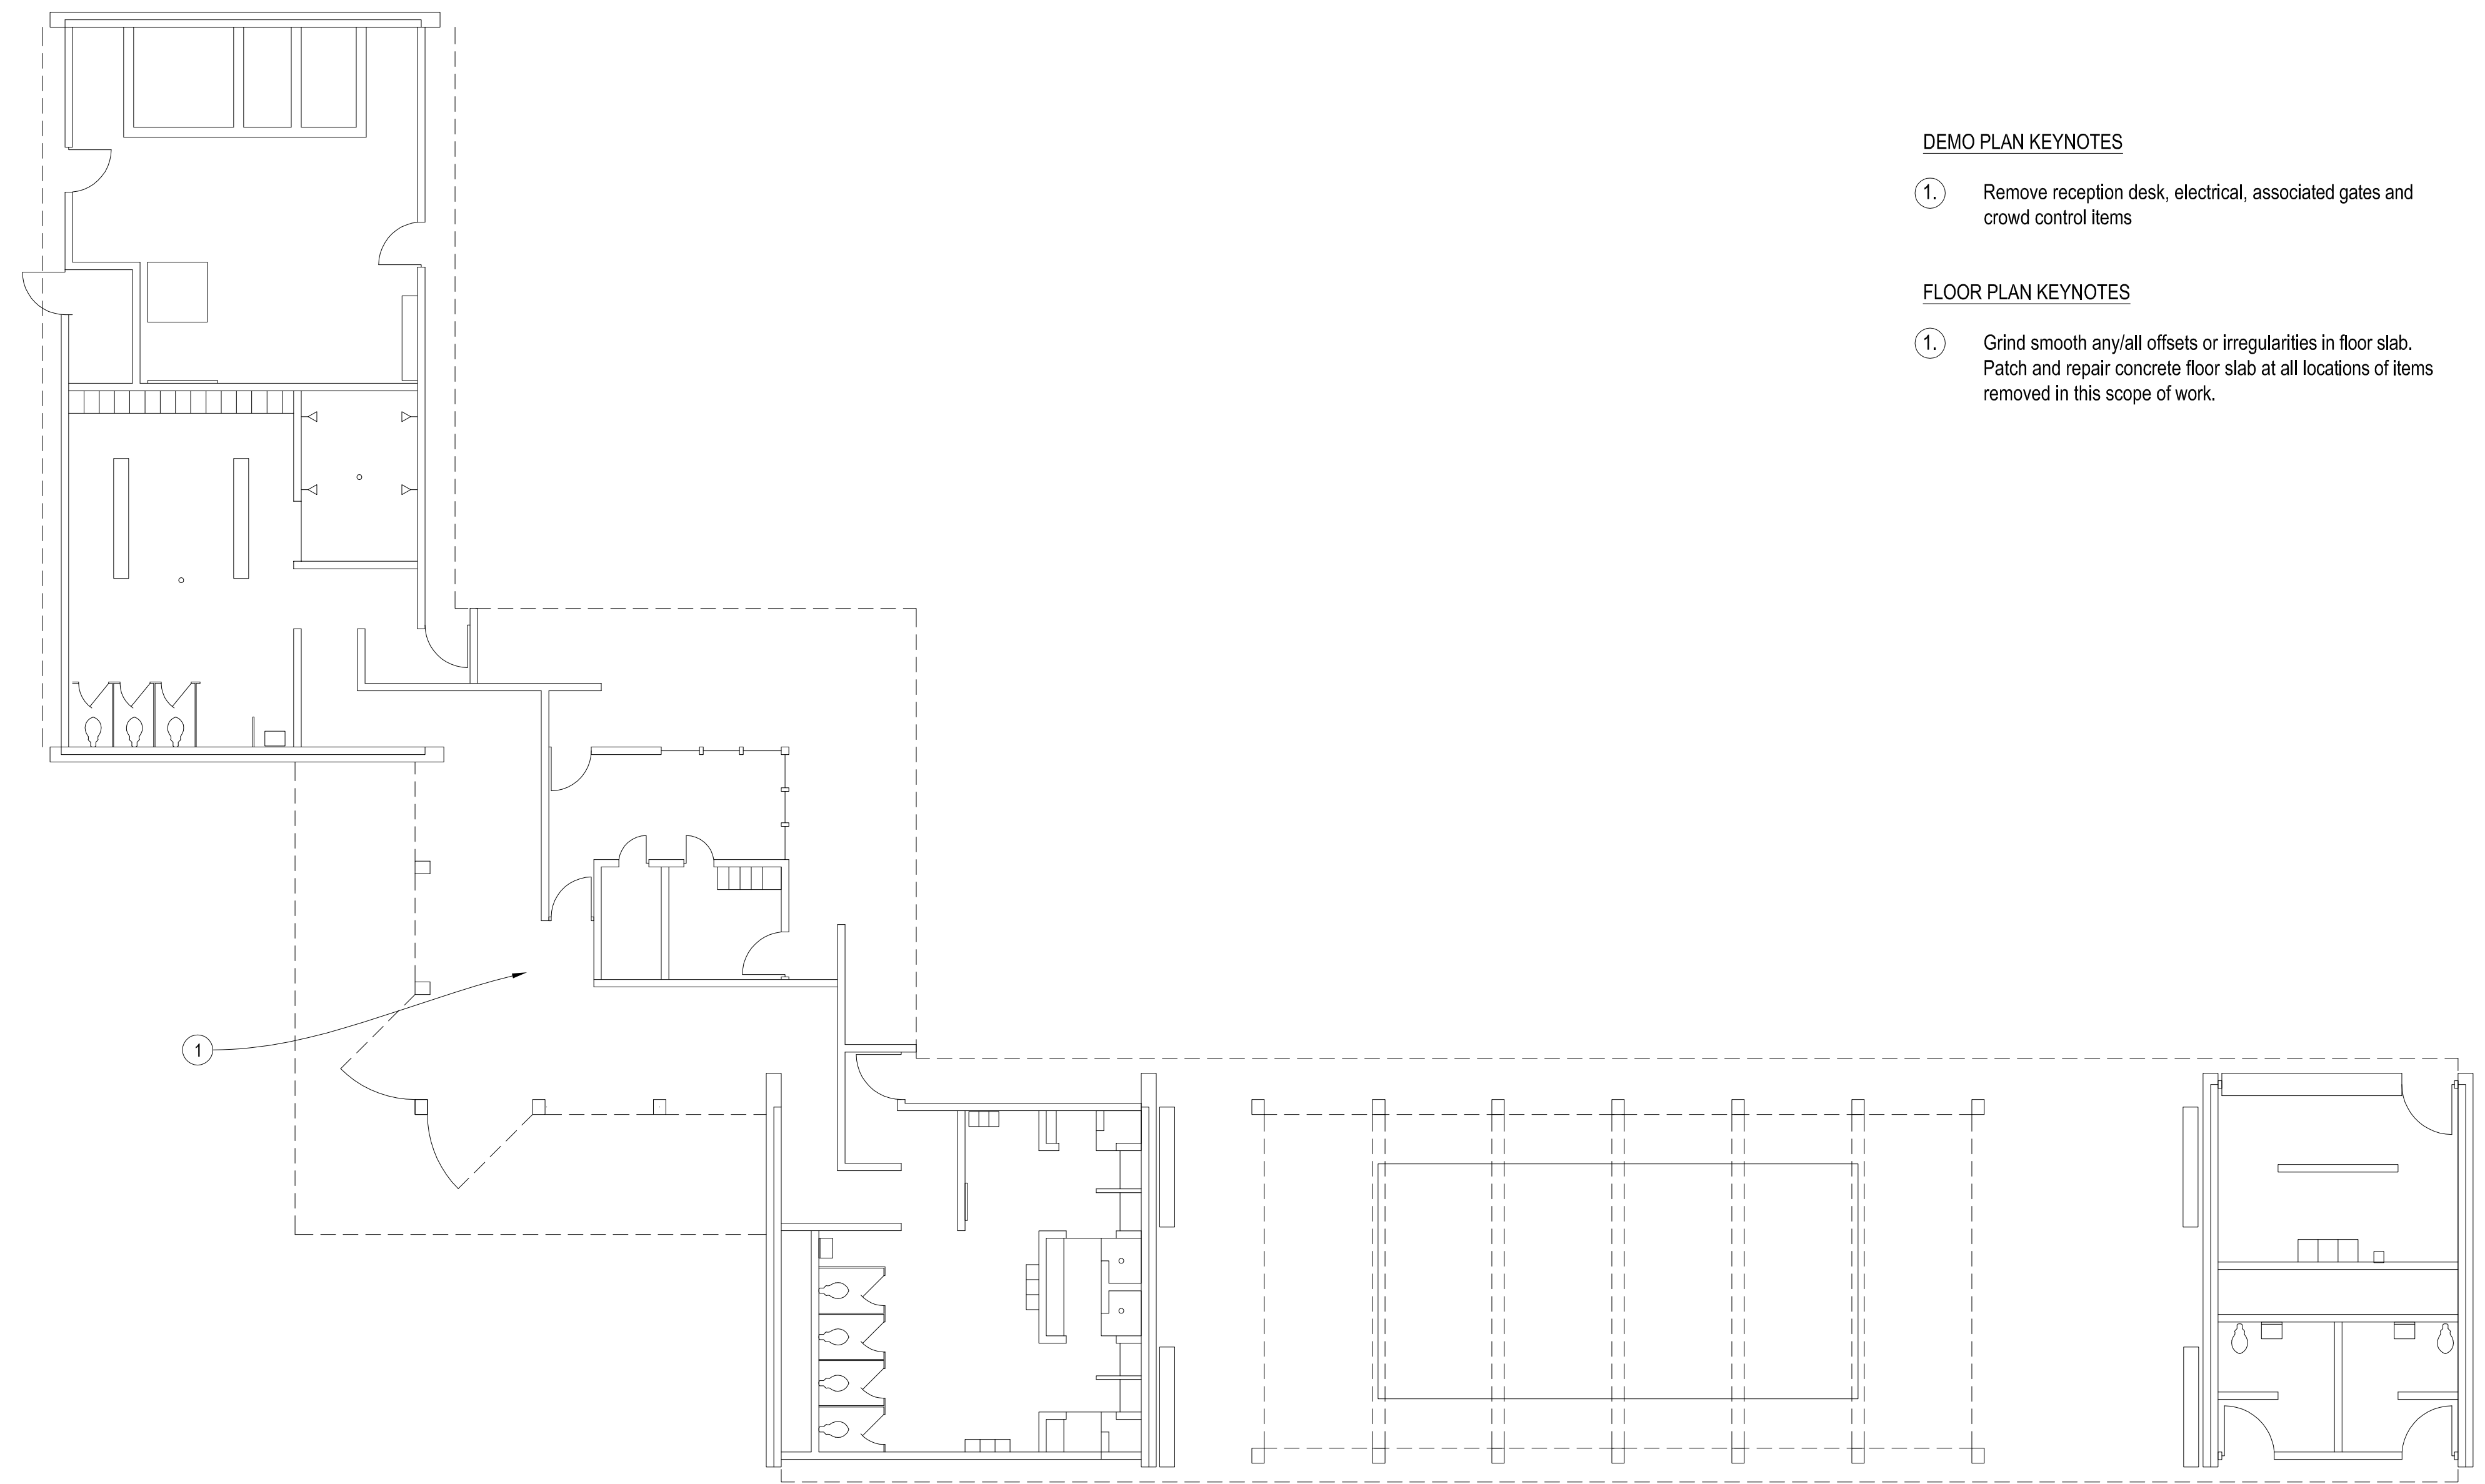 DEMO PLAN KEYNOTES
1. Remove reception desk, electrical, associated gates and
crowd control items
FLOOR PLAN KEYNOTES
1. Grind smooth any/all offsets or irregularities in floor slab.
Patch and repair concrete floor slab at all locations of items
removed in this scope of work.
1